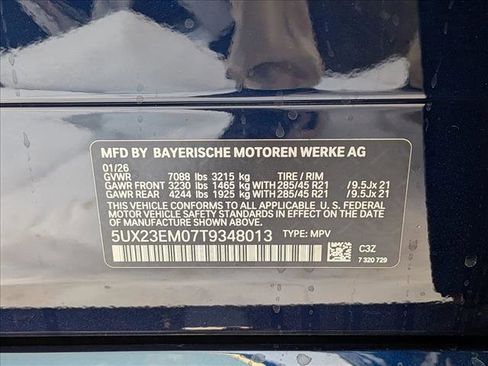 MFD BY BAYERISCHE MOTOREN WERKE AG
01/26
GVWR 7088 lbs 3215 kg TIRE / RIM
GAWR FRONT 3230 lbs 1465 kg WITH 285/45 R21 / 9.5Jx 21
GAWR REAR 4244 lbs 1925 kg WITH 285/45 R21 / 9.5Jx 21
THIS VEHICLE CONFORMS TO ALL APPLICABLE U.S. FEDERAL
MOTOR VEHICLE SAFETY STANDARDS IN EFFECT ON THE DATE
OF MANUFACTURE SHOWN ABOVE.
5UX23EM07T9348013 TYPE: MPV
C3Z
7 320 729